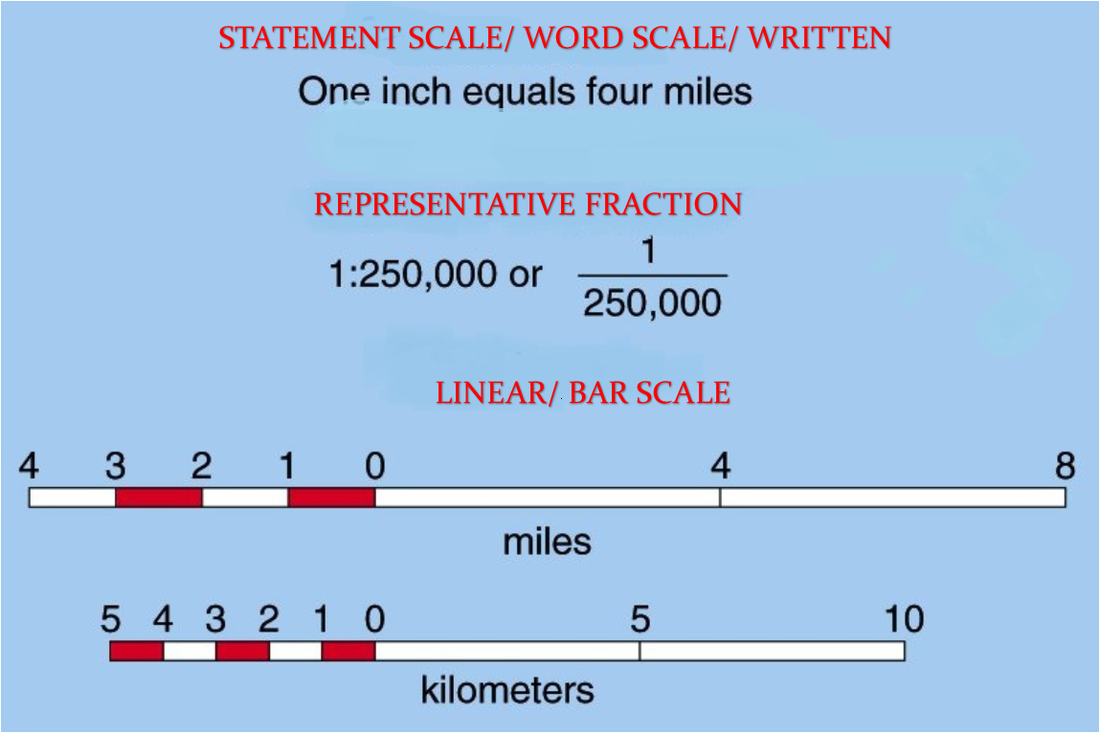 STATEMENT SCALE/ WORD SCALE/ WRITTEN
One inch equals four miles
REPRESENTATIVE FRACTION
1:250,000 or 1/250,000
LINEAR/ BAR SCALE
4 3 2 1 0 4 8
miles
5 4 3 2 1 0 5 10
kilometers